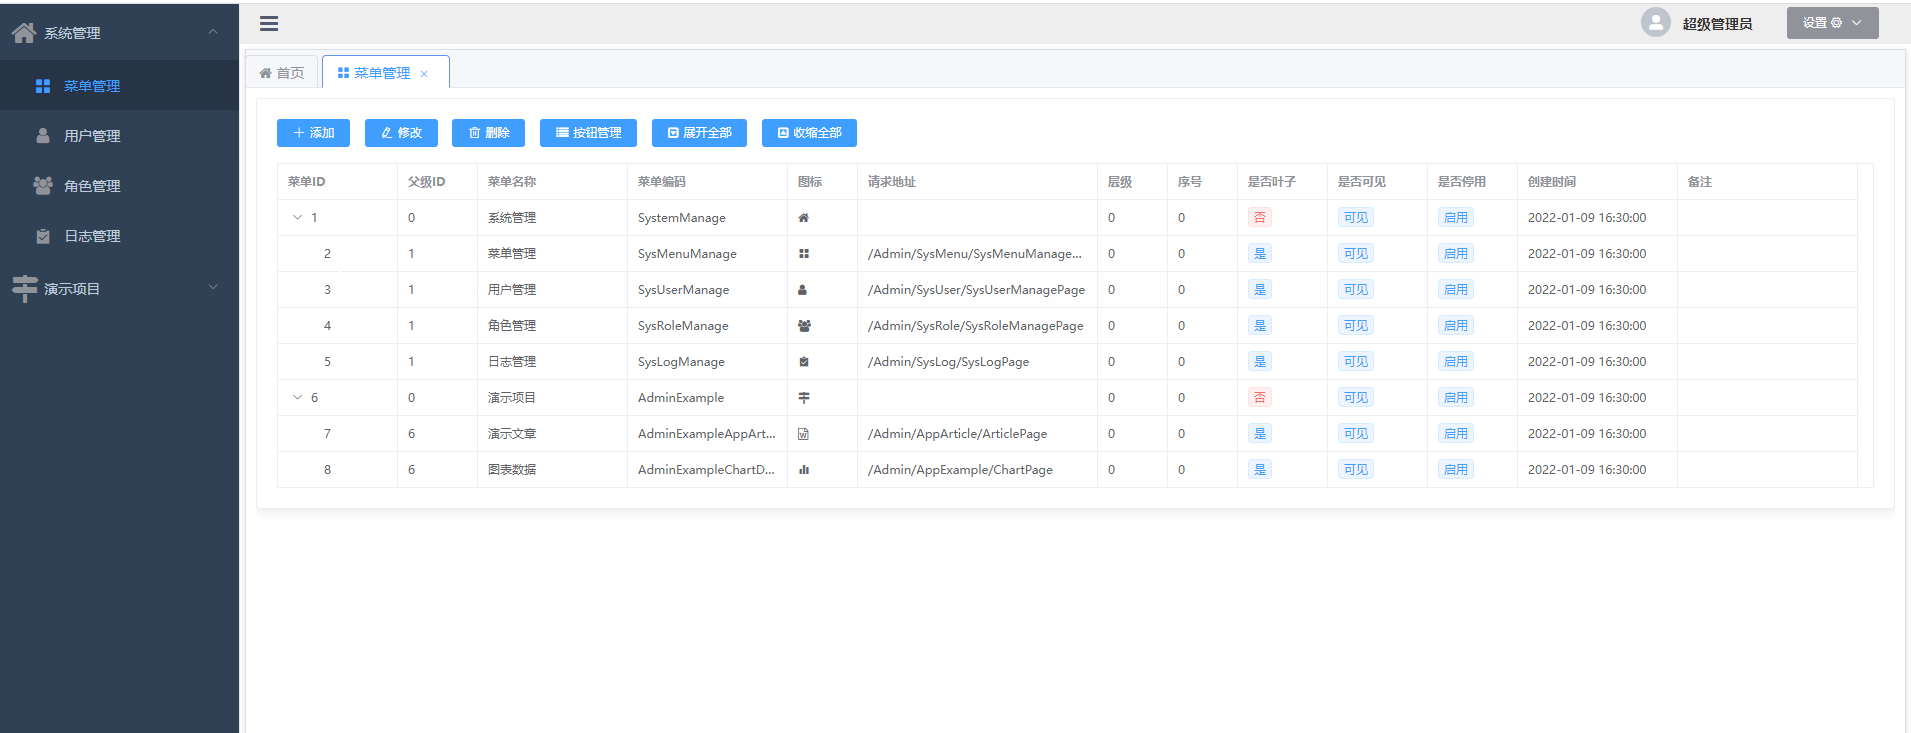 系统管理
菜单管理
用户管理
角色管理
日志管理
演示项目
超级管理员
设置
首页 菜单管理
添加 修改 删除 按钮管理 展开全部 收缩全部
菜单ID 父级ID 菜单名称 菜单编码 图标 请求地址 层级 序号 是否叶子 是否可见 是否停用 创建时间 备注
1 0 系统管理 SystemManage 0 0 否 可见 启用 2022-01-09 16:30:00
2 1 菜单管理 SysMenuManage /Admin/SysMenu/SysMenuManage... 0 0 是 可见 启用 2022-01-09 16:30:00
3 1 用户管理 SysUserManage /Admin/SysUser/SysUserManagePage 0 0 是 可见 启用 2022-01-09 16:30:00
4 1 角色管理 SysRoleManage /Admin/SysRole/SysRoleManagePage 0 0 是 可见 启用 2022-01-09 16:30:00
5 1 日志管理 SysLogManage /Admin/SysLog/SysLogPage 0 0 是 可见 启用 2022-01-09 16:30:00
6 0 演示项目 AdminExample 0 0 否 可见 启用 2022-01-09 16:30:00
7 6 演示文章 AdminExampleAppArt... /Admin/AppArticle/ArticlePage 0 0 是 可见 启用 2022-01-09 16:30:00
8 6 图表数据 AdminExampleChartD... /Admin/AppExample/ChartPage 0 0 是 可见 启用 2022-01-09 16:30:00